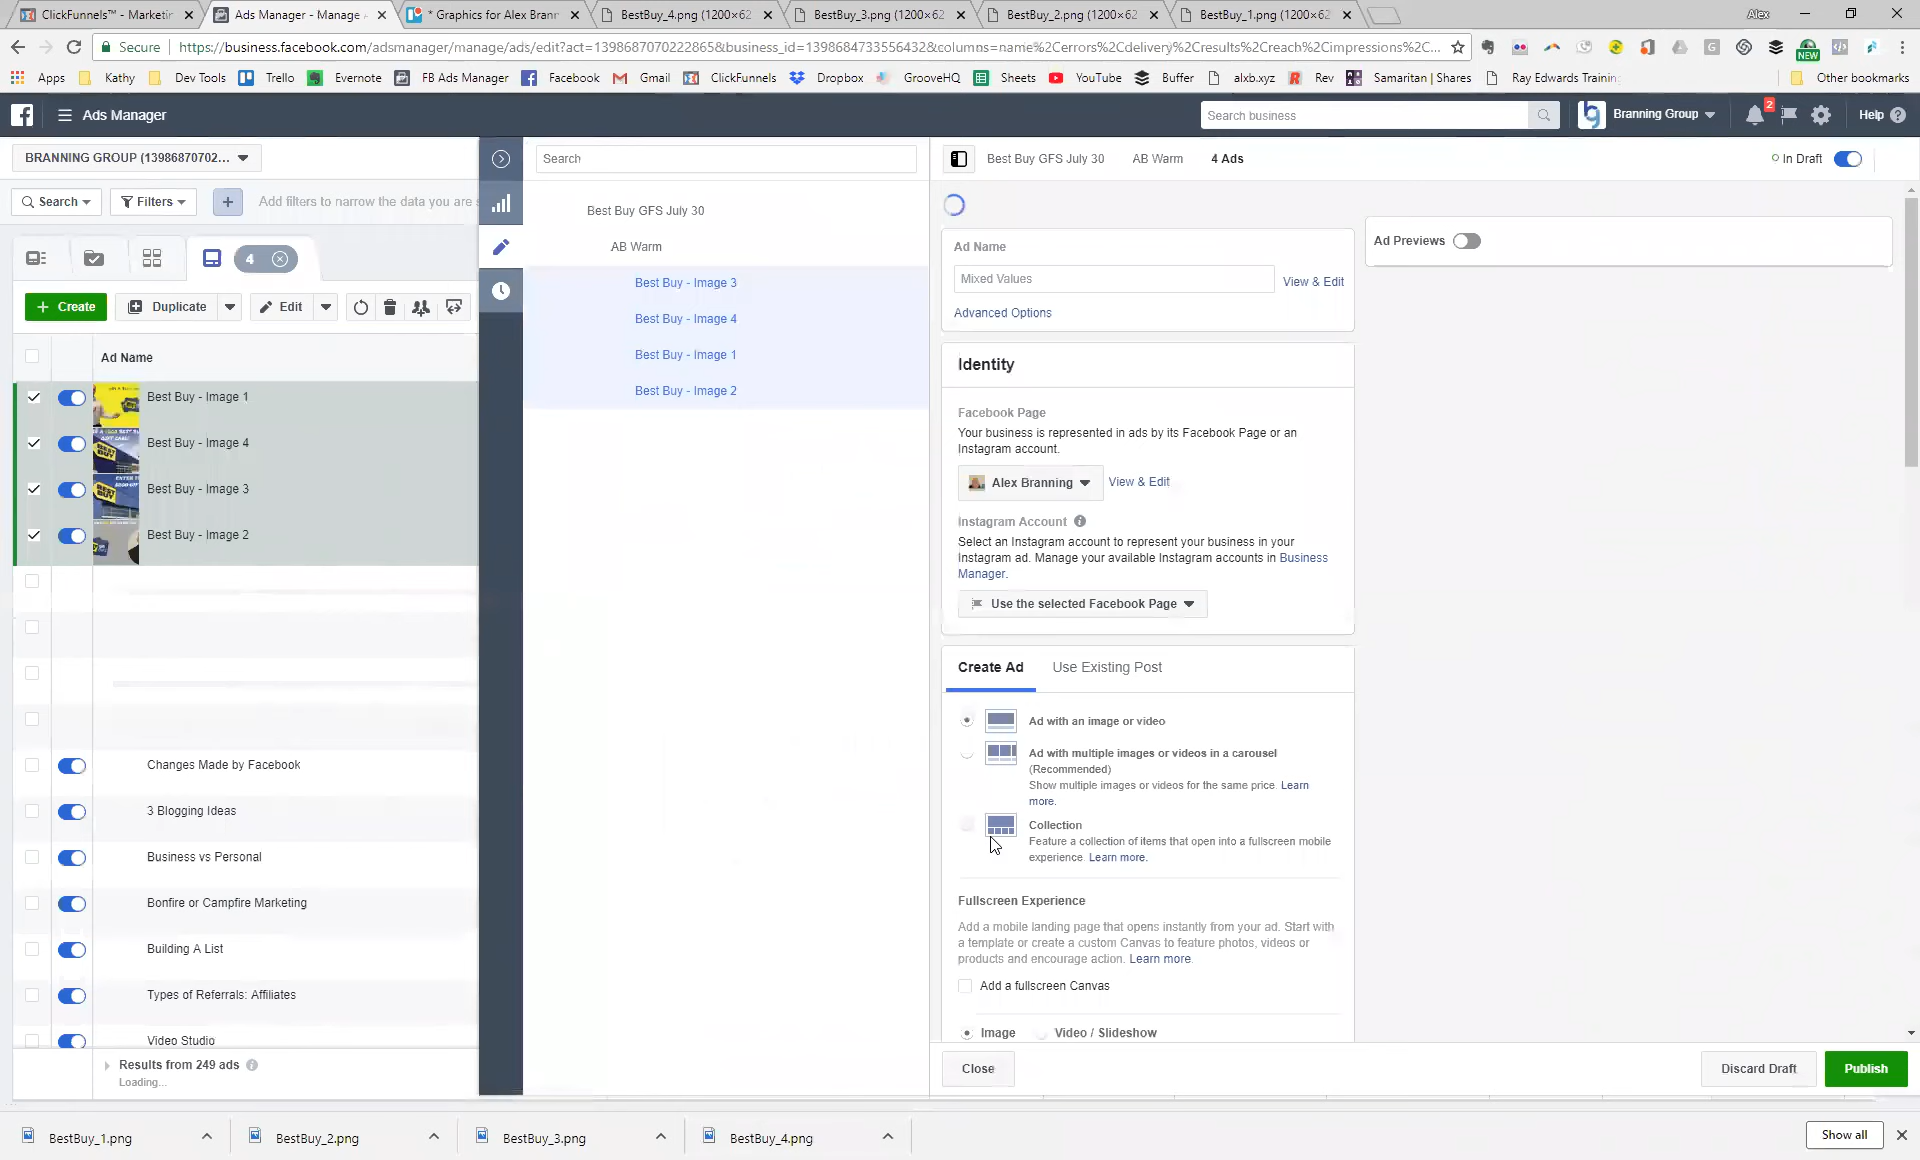 ClickFunnels™ - Marketin
Ads Manager - Manage A
* Graphics for Alex Brann
BestBuy_4.png (1200×62
BestBuy_3.png (1200×62
BestBuy_2.png (1200×62
BestBuy_1.png (1200×62
Alex
Secure
https://business.facebook.com/adsmanager/manage/ads/edit?act=1398687070222865&business_id=1398684733556432&columns=name%2Cerrors%2Cdelivery%2Cresults%2Creach%2Cimpressions%2C...
NEW
Apps
Kathy
Dev Tools
Trello
Evernote
FB Ads Manager
Facebook
Gmail
ClickFunnels
Dropbox
GrooveHQ
Sheets
YouTube
Buffer
alxb.xyz
Rev
Samaritan | Shares
Ray Edwards Trainin
Other bookmarks
Ads Manager
Search business
Branning Group
2
Help
BRANNING GROUP (13986870702...
Search
Filters
Add filters to narrow the data you are s
4
Create
Duplicate
Edit
Ad Name
Best Buy - Image 1
Best Buy - Image 4
Best Buy - Image 3
Best Buy - Image 2
Changes Made by Facebook
3 Blogging Ideas
Business vs Personal
Bonfire or Campfire Marketing
Building A List
Types of Referrals: Affiliates
Video Studio
Results from 249 ads
Loading...
Search
Best Buy GFS July 30
AB Warm
Best Buy - Image 3
Best Buy - Image 4
Best Buy - Image 1
Best Buy - Image 2
Best Buy GFS July 30
AB Warm
4 Ads
In Draft
Ad Name
Mixed Values
View & Edit
Advanced Options
Ad Previews
Identity
Facebook Page
Your business is represented in ads by its Facebook Page or an
Instagram account.
Alex Branning
View & Edit
Instagram Account
Select an Instagram account to represent your business in your
Instagram ad. Manage your available Instagram accounts in Business
Manager.
Use the selected Facebook Page
Create Ad
Use Existing Post
Ad with an image or video
Ad with multiple images or videos in a carousel
(Recommended)
Show multiple images or videos for the same price. Learn
more.
Collection
Feature a collection of items that open into a fullscreen mobile
experience. Learn more.
Fullscreen Experience
Add a mobile landing page that opens instantly from your ad. Start with
a template or create a custom Canvas to feature photos, videos or
products and encourage action. Learn more.
Add a fullscreen Canvas
Image
Video / Slideshow
Close
Discard Draft
Publish
BestBuy_1.png
BestBuy_2.png
BestBuy_3.png
BestBuy_4.png
Show all